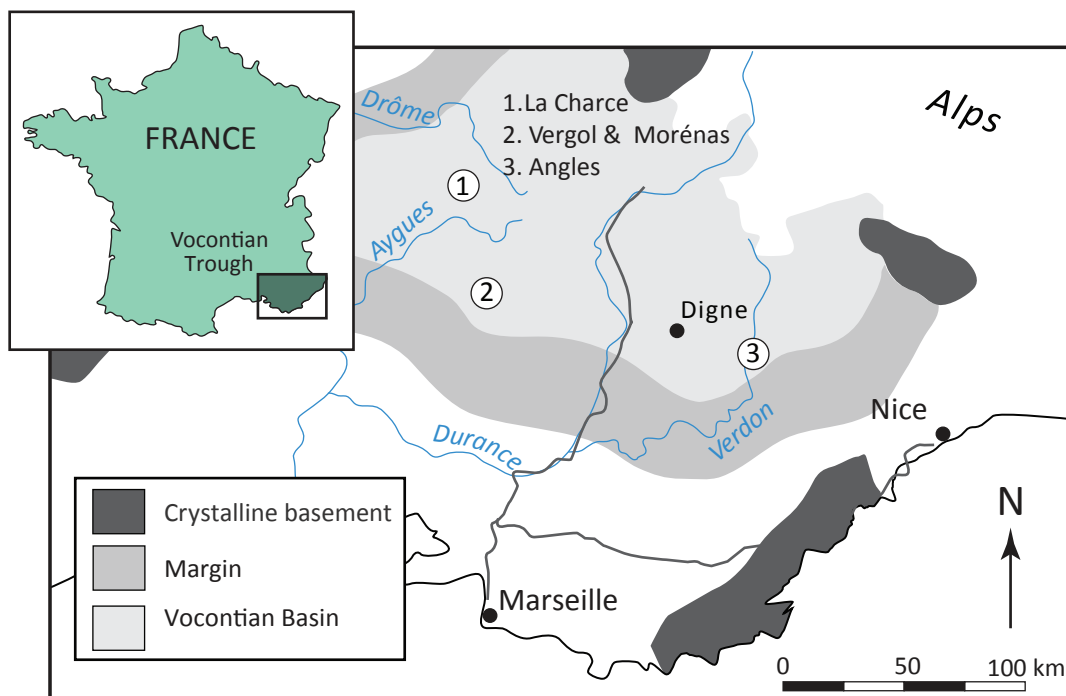 FRANCE
Vocontian
Trough
Drôme
1.La Charce
2. Vergol & Morénas
3. Angles
Alps
1
Aygues
2
Digne
3
Nice
Verdon
Durance
Crystalline basement
Margin
Vocontian Basin
Marseille
N
0 50 100 km